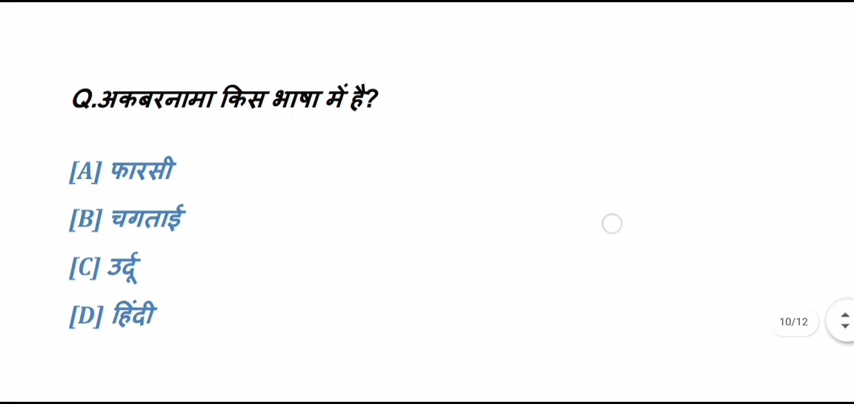 Q.अकबरनामा किस भाषा में है?
[A] फारसी
[B] चगताई
[C] उर्दू
[D] हिंदी
10/12